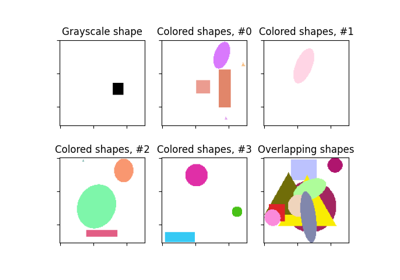 Grayscale shape
Colored shapes, #0
Colored shapes, #1
Colored shapes, #2
Colored shapes, #3
Overlapping shapes